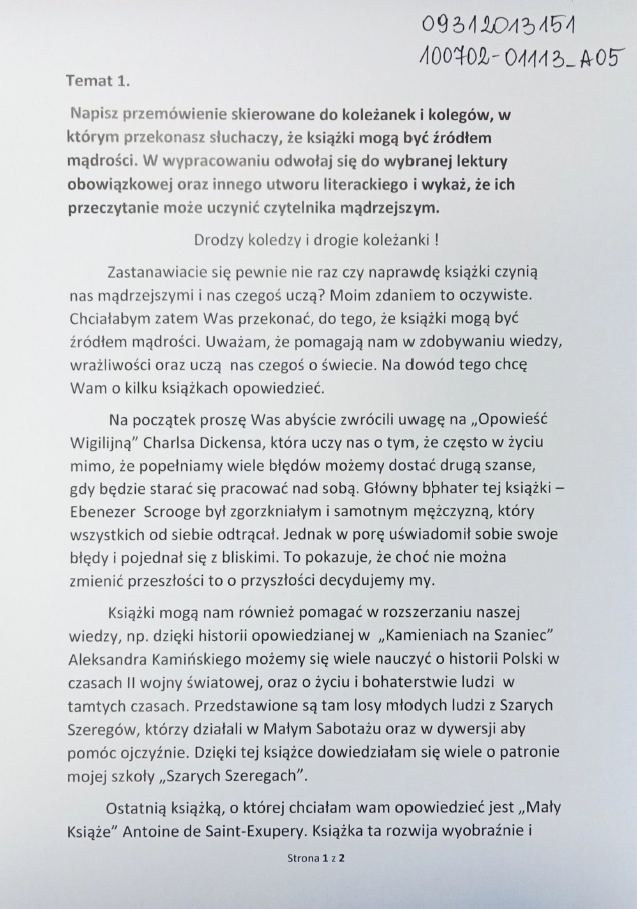 09312013151
100702-01113_A05
Temat 1.
Napisz przemówienie skierowane do koleżanek i kolegów, w
którym przekonasz słuchaczy, że książki mogą być źródłem
mądrości. W wypracowaniu odwołaj się do wybranej lektury
obowiązkowej oraz innego utworu literackiego i wykaż, że ich
przeczytanie może uczynić czytelnika mądrzejszym.
Drodzy koledzy i drogie koleżanki !
Zastanawiacie się pewnie nie raz czy naprawdę książki czynią
nas mądrzejszymi i nas czegoś uczą? Moim zdaniem to oczywiste.
Chciałabym zatem Was przekonać, do tego, że książki mogą być
źródłem mądrości. Uważam, że pomagają nam w zdobywaniu wiedzy,
wrażliwości oraz uczą nas czegoś o świecie. Na dowód tego chcę
Wam o kilku książkach opowiedzieć.
Na początek proszę Was abyście zwrócili uwagę na „Opowieść
Wigilijną” Charlsa Dickensa, która uczy nas o tym, że często w życiu
mimo, że popełniamy wiele błędów możemy dostać drugą szanse,
gdy będzie starać się pracować nad sobą. Główny bphater tej książki –
Ebenezer Scrooge był zgorzkniałym i samotnym mężczyzną, który
wszystkich od siebie odtrącał. Jednak w porę uświadomił sobie swoje
błędy i pojednał się z bliskimi. To pokazuje, że choć nie można
zmienić przeszłości to o przyszłości decydujemy my.
Książki mogą nam również pomagać w rozszerzaniu naszej
wiedzy, np. dzięki historii opowiedzianej w „Kamieniach na Szaniec”
Aleksandra Kamińskiego możemy się wiele nauczyć o historii Polski w
czasach II wojny światowej, oraz o życiu i bohaterstwie ludzi w
tamtych czasach. Przedstawione są tam losy młodych ludzi z Szarych
Szeregów, którzy działali w Małym Sabotażu oraz w dywersji aby
pomóc ojczyźnie. Dzięki tej książce dowiedziałam się wiele o patronie
mojej szkoły „Szarych Szeregach”.
Ostatnią książką, o której chciałam wam opowiedzieć jest „Mały
Książe” Antoine de Saint-Exupery. Książka ta rozwija wyobraźnie i
Strona 1 z 2